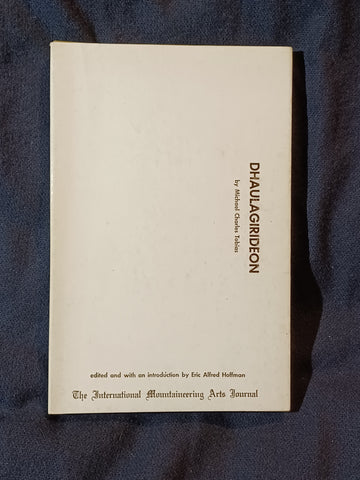 DHAULAGIRIDEON
by Michael Charles Tobias
edited and with an introduction by Eric Alfred Hoffman
The International Mountaineering Arts Journal